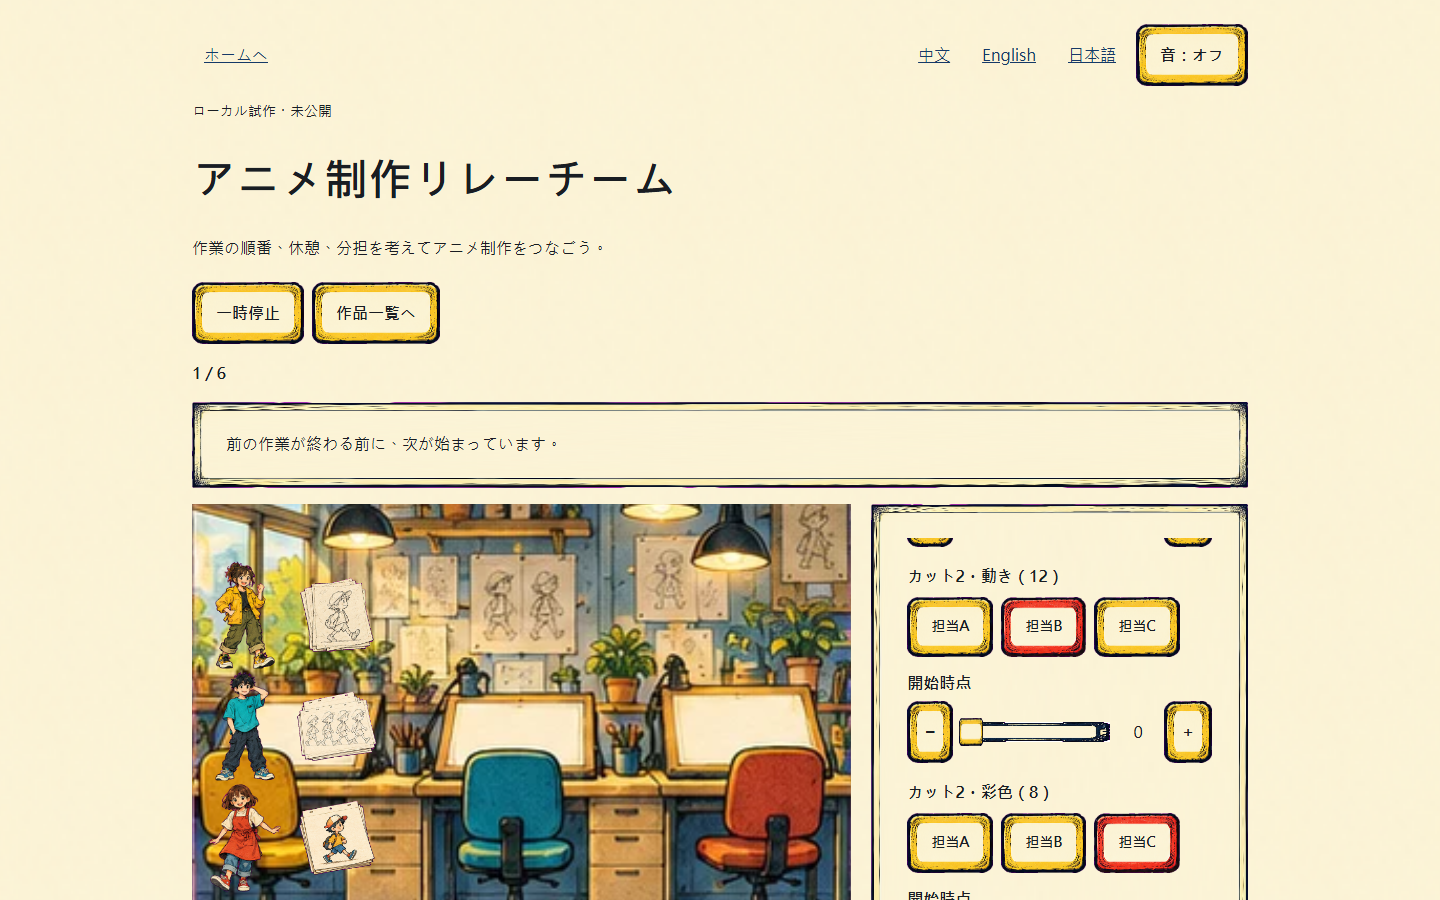 ホームへ
中文 English 日本語 音：オフ
ローカル試作・未公開
アニメ制作リレーチーム
作業の順番、休憩、分担を考えてアニメ制作をつなごう。
一時停止 作品一覧へ
1 / 6
前の作業が終わる前に、次が始まっています。
カット2・動き（12）
担当A 担当B 担当C
開始時点
− 0 +
カット2・彩色（8）
担当A 担当B 担当C
開始時点